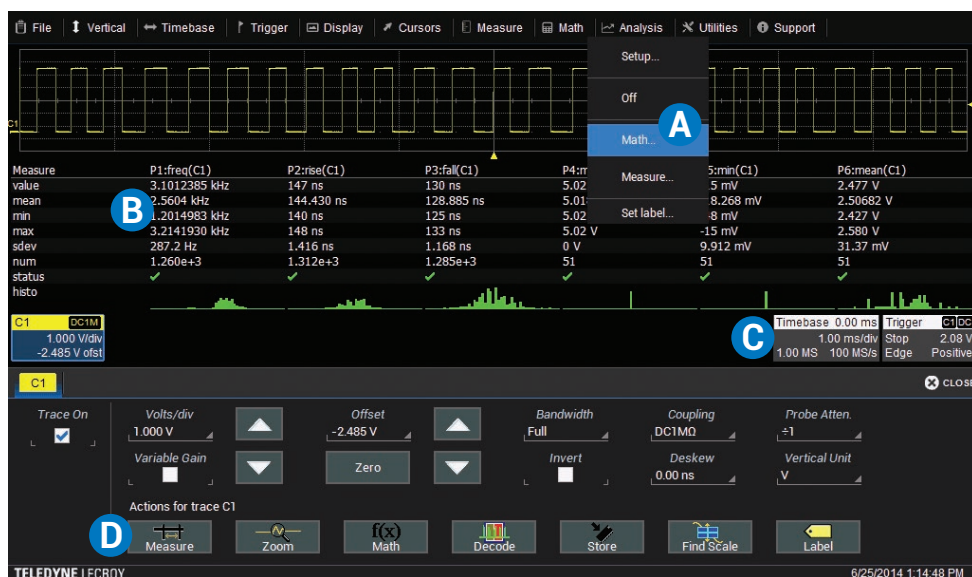 File Vertical Timebase Trigger Display Cursors Measure Math Analysis Utilities Support
Setup...
Off
Math...
Measure...
Set label...
A
C1
Measure P1:freq(C1) P2:rise(C1) P3:fall(C1) P4:m 5:min(C1) P6:mean(C1)
value 3.1012385 kHz 147 ns 130 ns 5.02 .5 mV 2.477 V
mean 2.5604 kHz 144.430 ns 128.885 ns 5.01 8.268 mV 2.50682 V
min 1.2014983 kHz 140 ns 125 ns 5.02 -8 mV 2.427 V
max 3.2141930 kHz 148 ns 133 ns 5.02 V -15 mV 2.580 V
sdev 287.2 Hz 1.416 ns 1.168 ns 0 V 9.912 mV 31.37 mV
num 1.260e+3 1.312e+3 1.285e+3 51 51 51
status
histo
B
C1 DC1M
1.000 V/div
-2.485 V ofst
C
Timebase 0.00 ms
1.00 ms/div
1.00 MS 100 MS/s
Trigger C1 DC
Stop 2.08 V
Edge Positive
C1
CLOSE
Trace On Volts/div Offset Bandwidth Coupling Probe Atten.
1.000 V -2.485 V Full DC1MΩ ÷1
Variable Gain Zero Invert Deskew Vertical Unit
0.00 ns V
Actions for trace C1
D
Measure Zoom f(x) Math Decode Store Find Scale Label
TELEDYNE LECROY 6/25/2014 1:14:48 PM